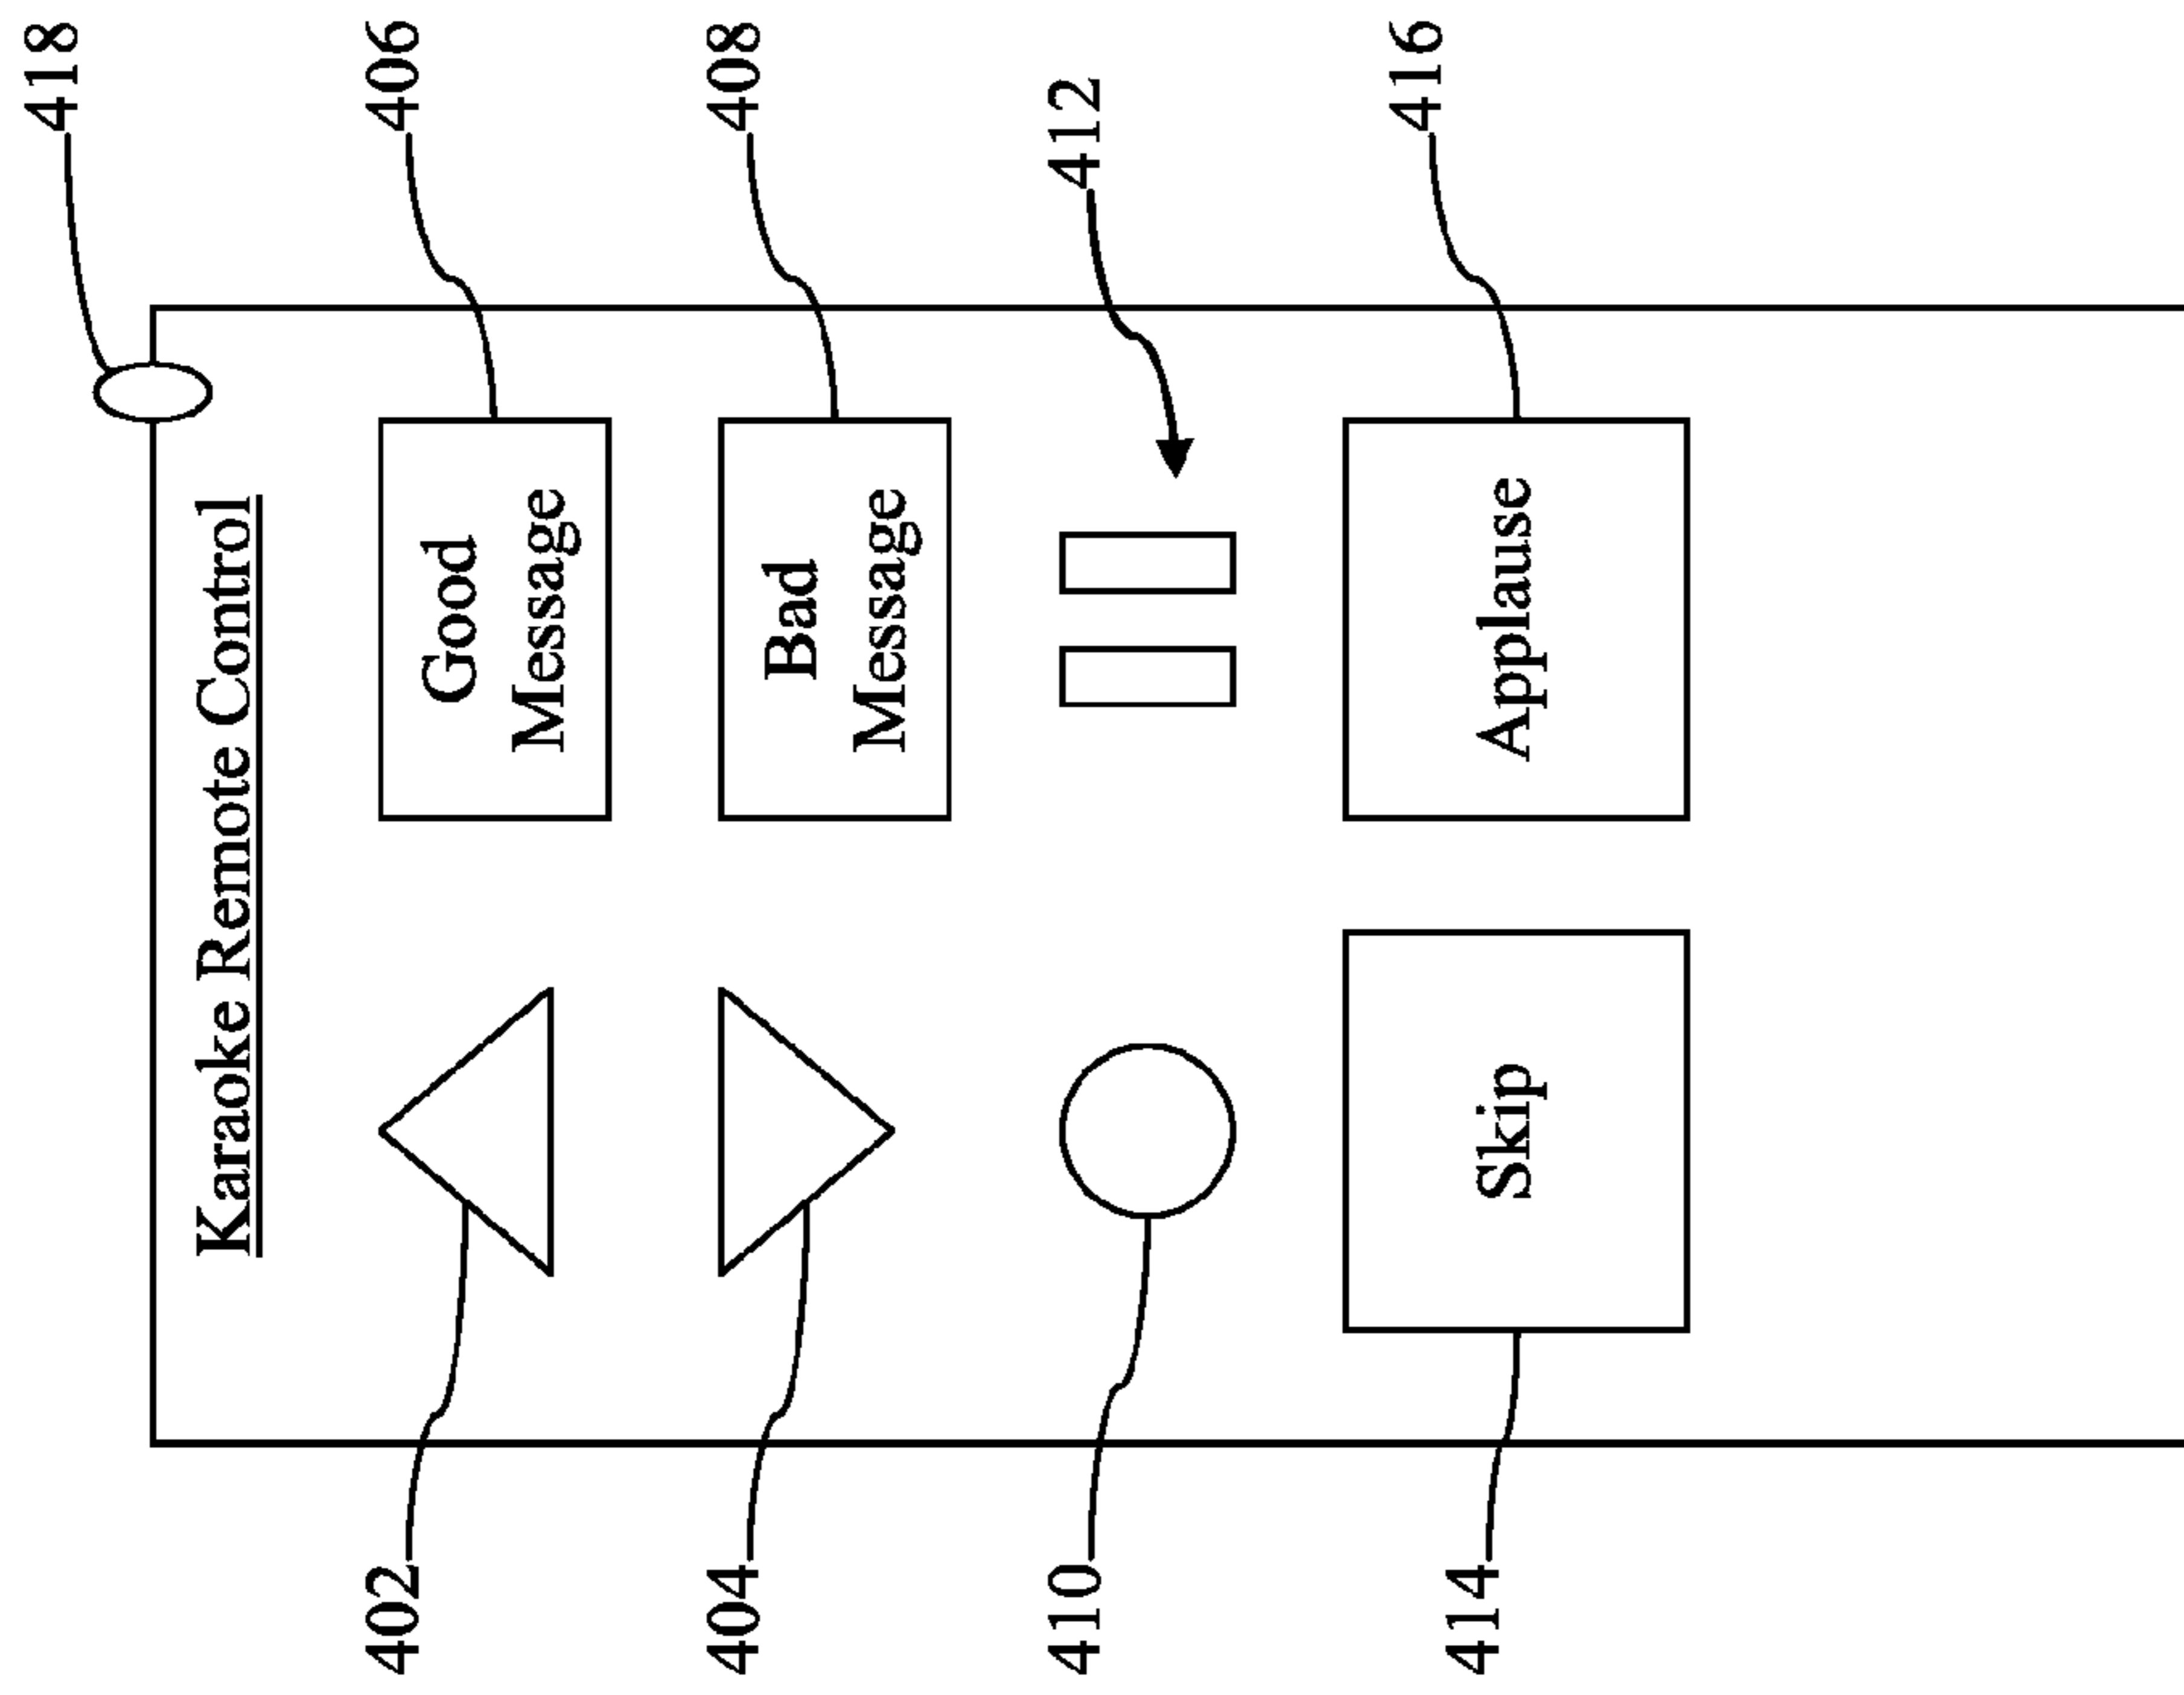 418
Karaoke Remote Control
402
406
Good
Message
404
408
Bad
Message
410
412
416
414
Skip
Applause